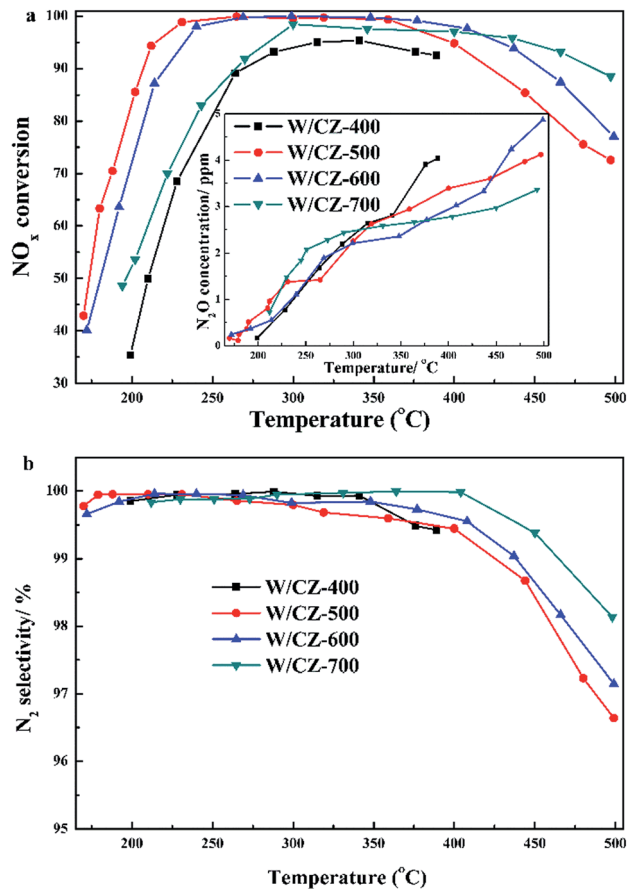 a
NOx conversion
100
90
80
70
60
50
40
30
200 250 300 350 400 450 500
Temperature (°C)
W/CZ-400
W/CZ-500
W/CZ-600
W/CZ-700
N2O concentration/ ppm
5
4
3
2
1
0
200 250 300 350 400 450 500
Temperature/ °C
b
N2 selectivity/ %
100
99
98
97
96
95
200 250 300 350 400 450 500
Temperature (°C)
W/CZ-400
W/CZ-500
W/CZ-600
W/CZ-700